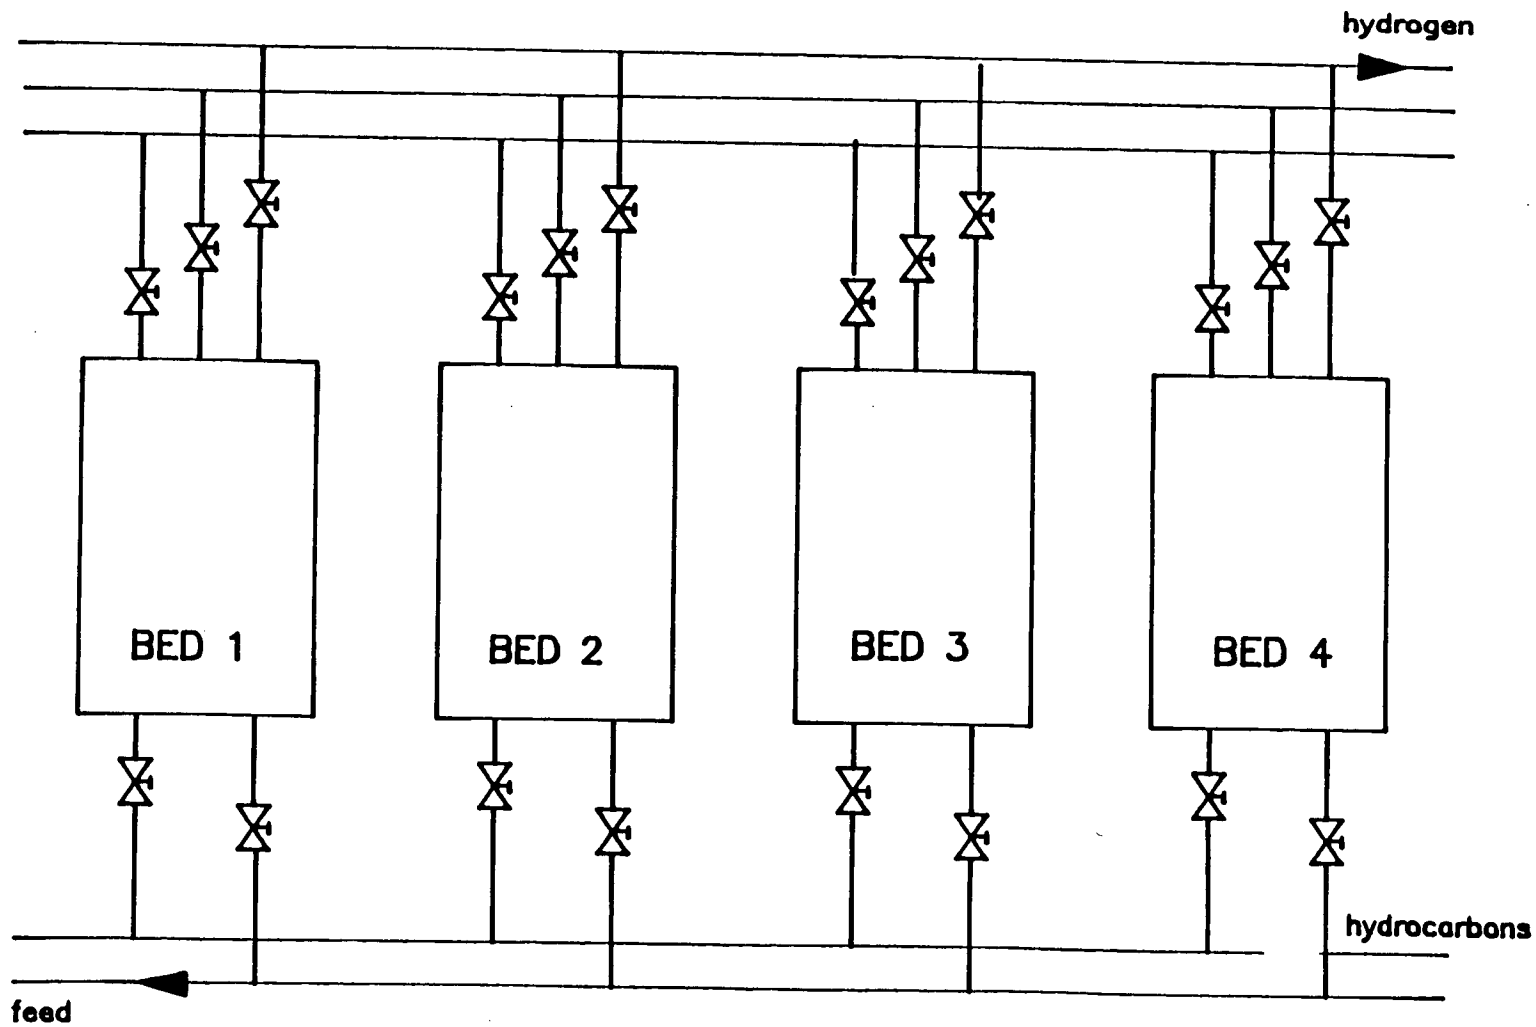 hydrogen
BED 1
BED 2
BED 3
BED 4
hydrocarbons
feed